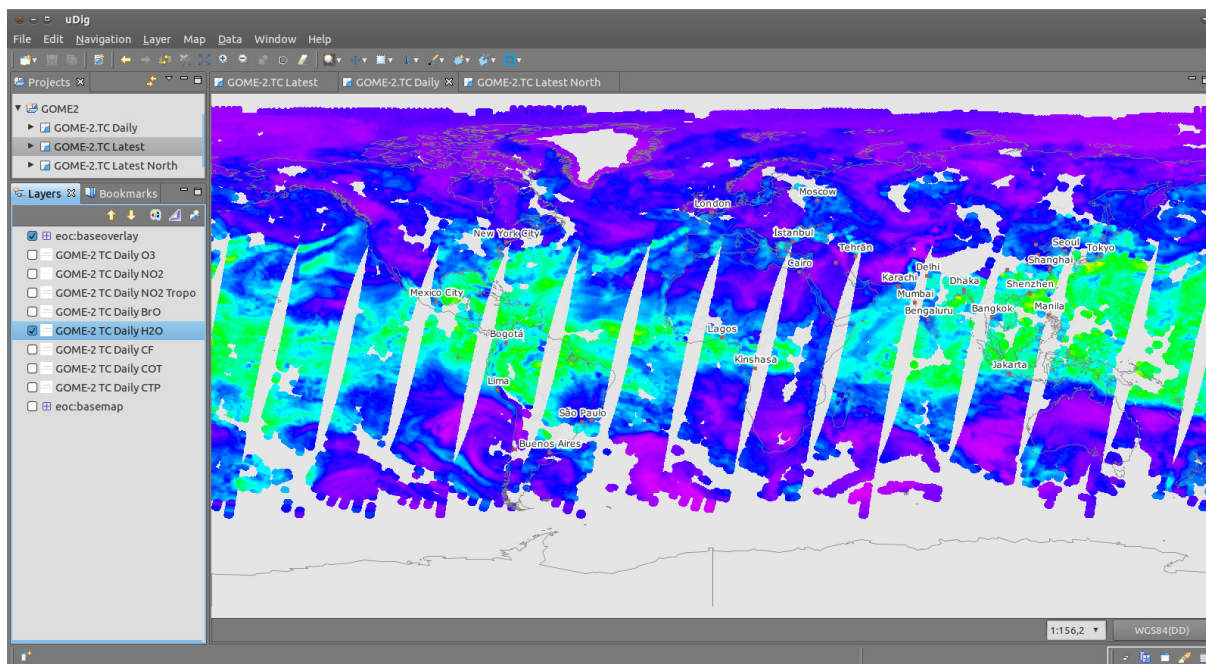 uDig
File Edit Navigation Layer Map Data Window Help
Projects
GOME-2.TC Latest
GOME-2.TC Daily
GOME-2.TC Latest North
GOME2
GOME-2.TC Daily
GOME-2.TC Latest
GOME-2.TC Latest North
Layers
Bookmarks
eoc:baseoverlay
GOME-2 TC Daily O3
GOME-2 TC Daily NO2
GOME-2 TC Daily NO2 Tropo
GOME-2 TC Daily BrO
GOME-2 TC Daily H2O
GOME-2 TC Daily CF
GOME-2 TC Daily COT
GOME-2 TC Daily CTP
eoc:basemap
Moscow
London
New York City
Istanbul
Seoul
Tokyo
Tehrān
Cairo
Shanghai
Delhi
Karachi
Dhaka
Shenzhen
Mexico City
Mumbai
Bengaluru
Bangkok
Manila
Lagos
Bogotá
Kinshasa
Jakarta
Lima
São Paulo
Buenos Aires
1:156,2
WGS84(DD)